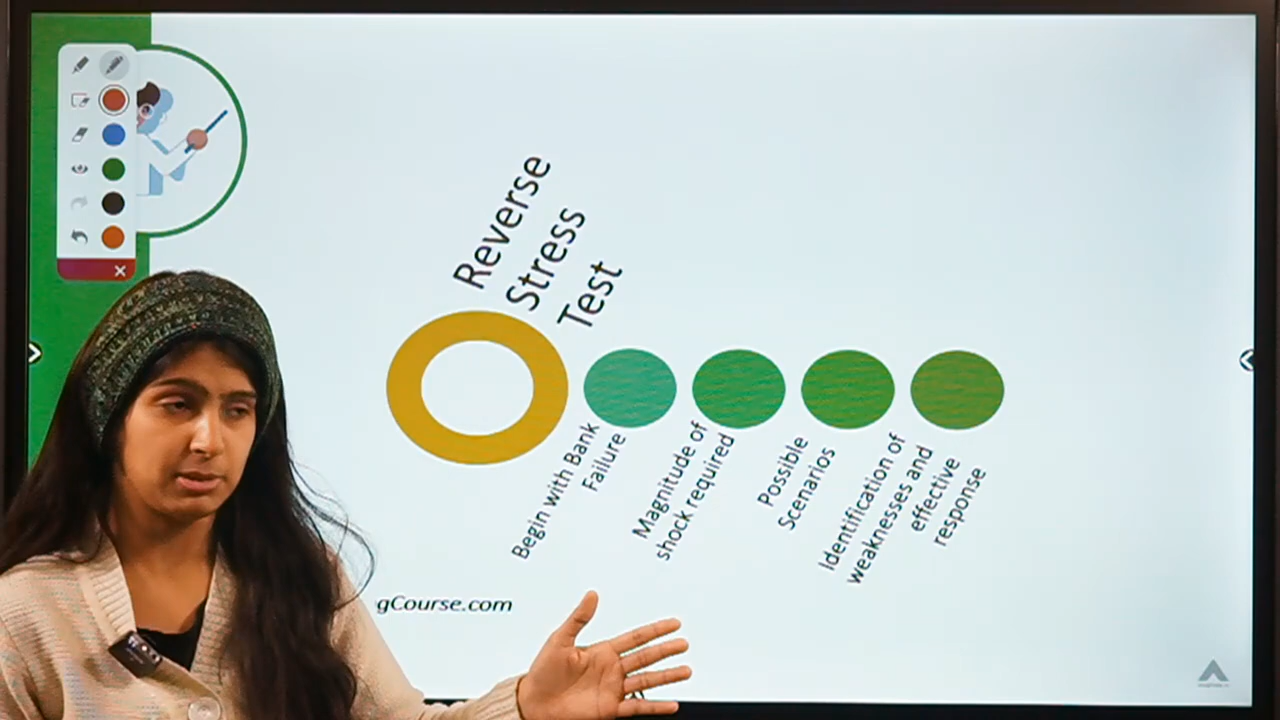 Reverse
Stress
Test
Begin with Bank
Failure
Magnitude of
shock required
Possible
Scenarios
Identification of
weaknesses and
effective
response
gCourse.com